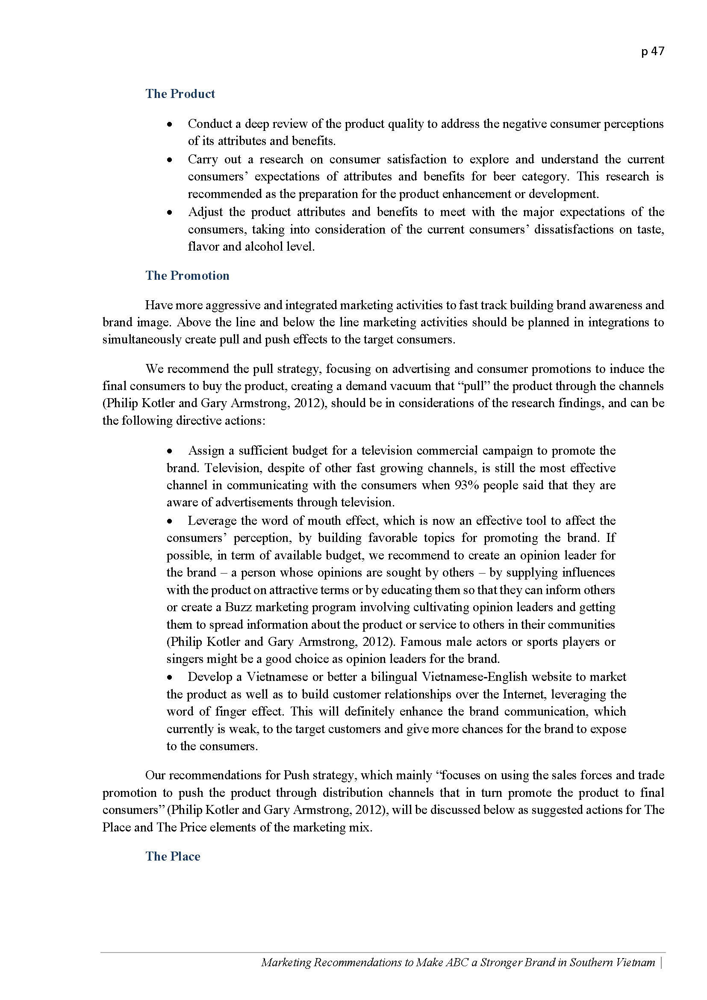 p 47
The Product
• Conduct a deep review of the product quality to address the negative consumer perceptions
of its attributes and benefits.
• Carry out a research on consumer satisfaction to explore and understand the current
consumers’ expectations of attributes and benefits for beer category. This research is
recommended as the preparation for the product enhancement or development.
• Adjust the product attributes and benefits to meet with the major expectations of the
consumers, taking into consideration of the current consumers’ dissatisfactions on taste,
flavor and alcohol level.
The Promotion
Have more aggressive and integrated marketing activities to fast track building brand awareness and
brand image. Above the line and below the line marketing activities should be planned in integrations to
simultaneously create pull and push effects to the target consumers.
We recommend the pull strategy, focusing on advertising and consumer promotions to induce the
final consumers to buy the product, creating a demand vacuum that “pull” the product through the channels
(Philip Kotler and Gary Armstrong, 2012), should be in considerations of the research findings, and can be
the following directive actions:
• Assign a sufficient budget for a television commercial campaign to promote the
brand. Television, despite of other fast growing channels, is still the most effective
channel in communicating with the consumers when 93% people said that they are
aware of advertisements through television.
• Leverage the word of mouth effect, which is now an effective tool to affect the
consumers’ perception, by building favorable topics for promoting the brand. If
possible, in term of available budget, we recommend to create an opinion leader for
the brand – a person whose opinions are sought by others – by supplying influences
with the product on attractive terms or by educating them so that they can inform others
or create a Buzz marketing program involving cultivating opinion leaders and getting
them to spread information about the product or service to others in their communities
(Philip Kotler and Gary Armstrong, 2012). Famous male actors or sports players or
singers might be a good choice as opinion leaders for the brand.
• Develop a Vietnamese or better a bilingual Vietnamese-English website to market
the product as well as to build customer relationships over the Internet, leveraging the
word of finger effect. This will definitely enhance the brand communication, which
currently is weak, to the target customers and give more chances for the brand to expose
to the consumers.
Our recommendations for Push strategy, which mainly “focuses on using the sales forces and trade
promotion to push the product through distribution channels that in turn promote the product to final
consumers” (Philip Kotler and Gary Armstrong, 2012), will be discussed below as suggested actions for The
Place and The Price elements of the marketing mix.
The Place
Marketing Recommendations to Make ABC a Stronger Brand in Southern Vietnam |